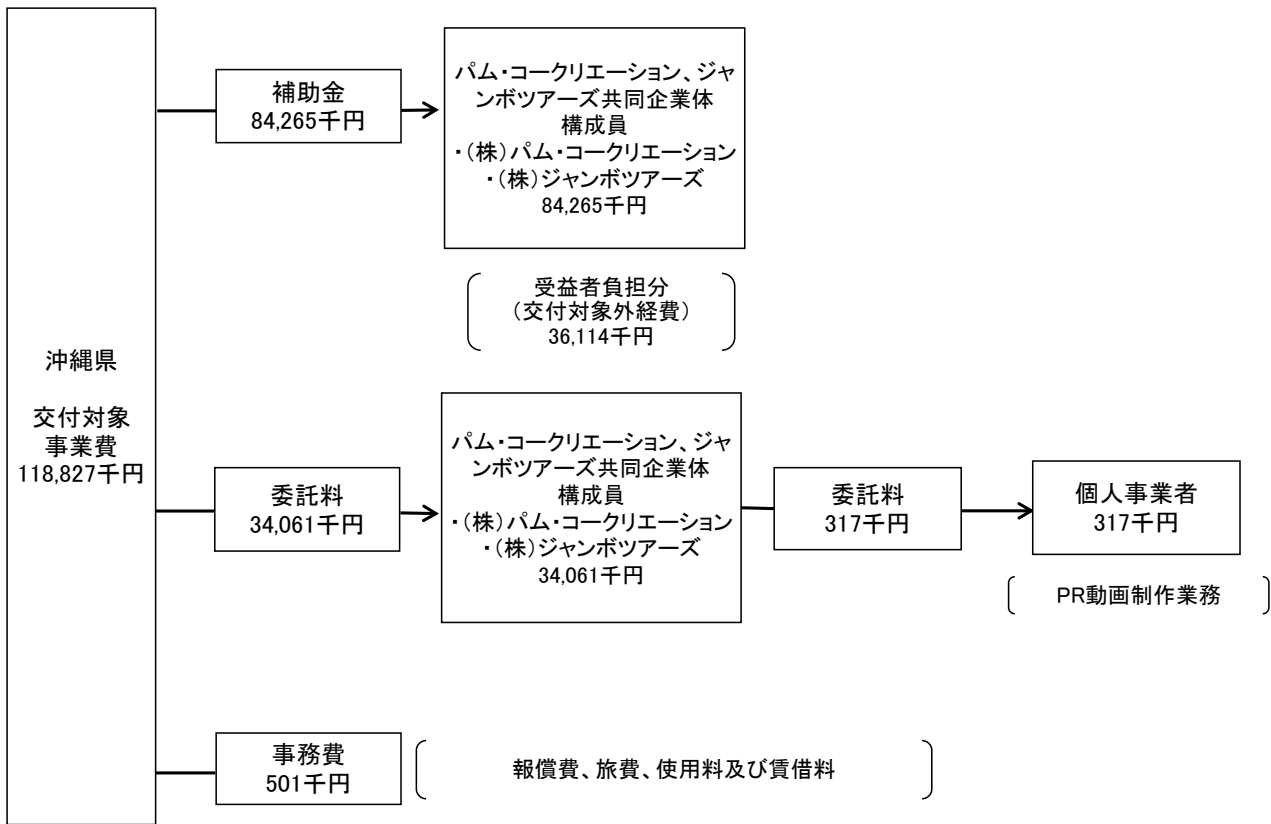 沖縄県
交付対象
事業費
118,827千円
補助金
84,265千円
パム・コークリエーション、ジャ
ンボツアーズ共同企業体
構成員
・(株)パム・コークリエーション
・(株)ジャンボツアーズ
84,265千円
受益者負担分
(交付対象外経費)
36,114千円
委託料
34,061千円
パム・コークリエーション、ジャ
ンボツアーズ共同企業体
構成員
・(株)パム・コークリエーション
・(株)ジャンボツアーズ
34,061千円
委託料
317千円
個人事業者
317千円
PR動画制作業務
事務費
501千円
報償費、旅費、使用料及び賃借料